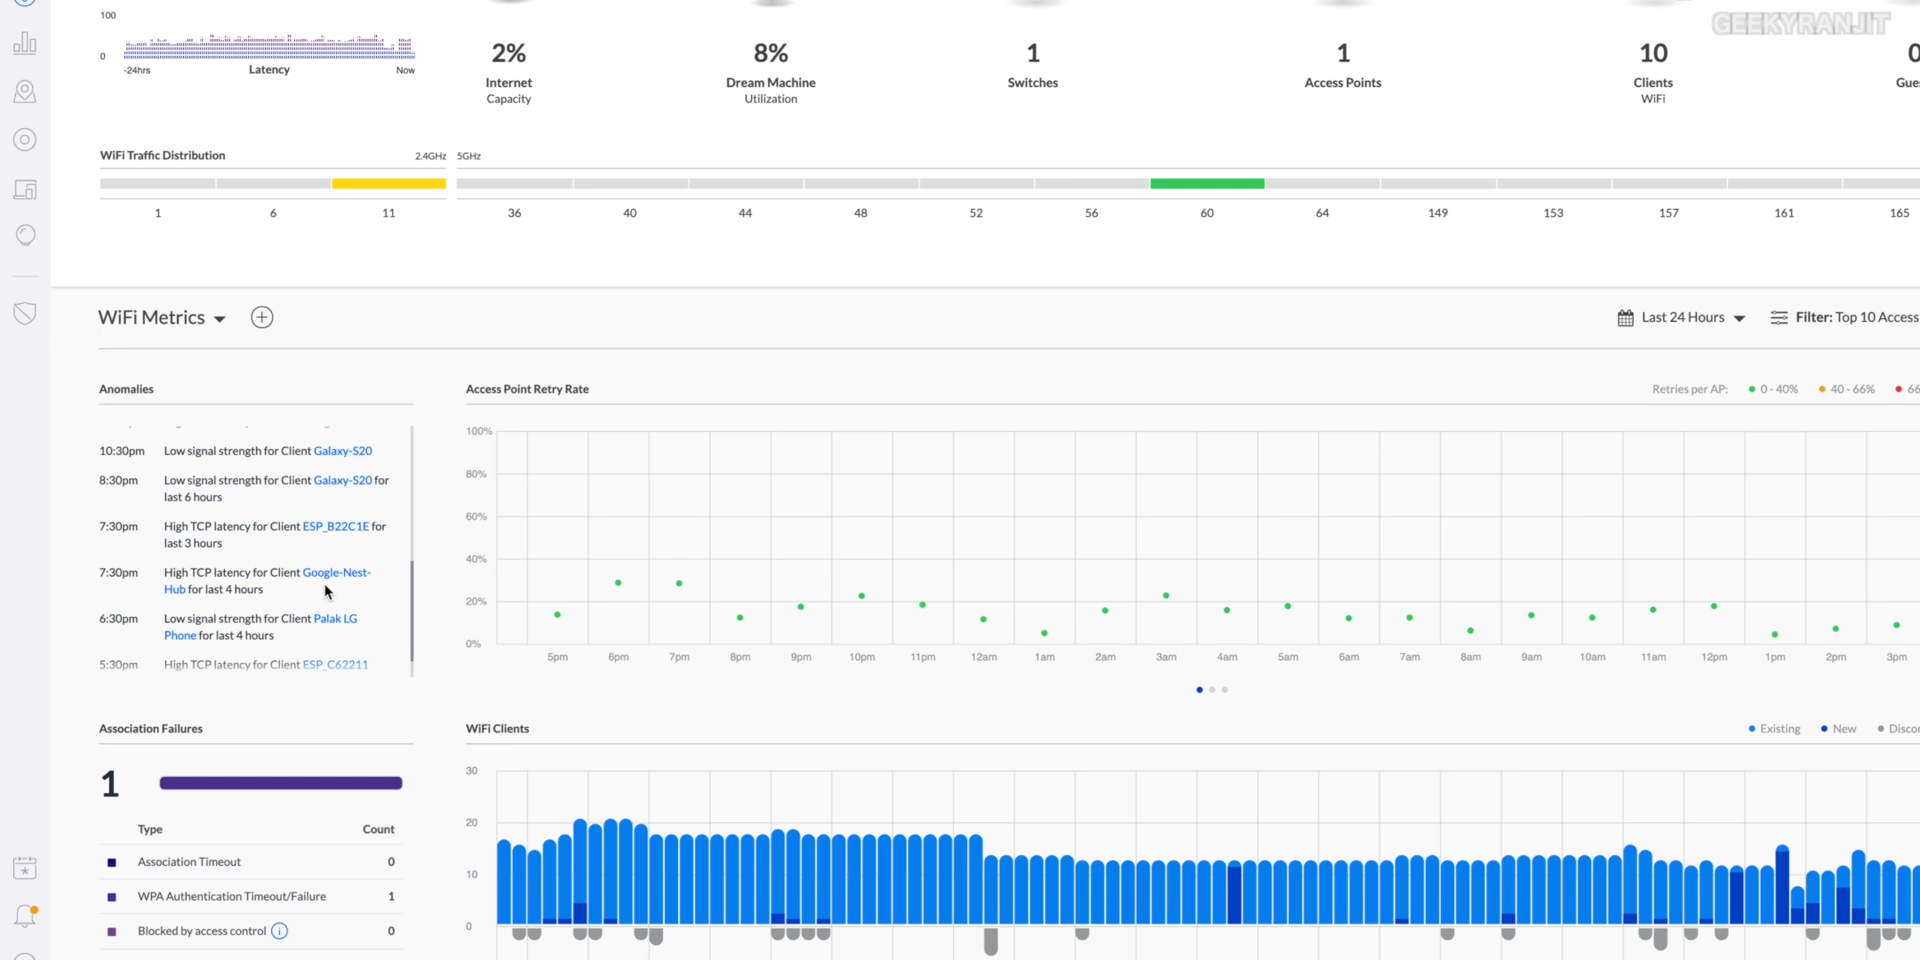 GEEKYRANJIT
100
0
-24hrs
Latency
Now
2%
Internet
Capacity
8%
Dream Machine
Utilization
1
Switches
1
Access Points
10
Clients
WiFi
0
Gues
WiFi Traffic Distribution
2.4GHz
5GHz
1 6 11 36 40 44 48 52 56 60 64 149 153 157 161 165
WiFi Metrics
Last 24 Hours
Filter: Top 10 Access
Anomalies
10:30pm Low signal strength for Client Galaxy-S20
8:30pm Low signal strength for Client Galaxy-S20 for
last 6 hours
7:30pm High TCP latency for Client ESP_B22C1E for
last 3 hours
7:30pm High TCP latency for Client Google-Nest-
Hub for last 4 hours
6:30pm Low signal strength for Client Palak LG
Phone for last 4 hours
5:30pm High TCP latency for Client ESP_C62211
Access Point Retry Rate
Retries per AP: 0 - 40% 40 - 66% 66
100%
80%
60%
40%
20%
0%
5pm 6pm 7pm 8pm 9pm 10pm 11pm 12am 1am 2am 3am 4am 5am 6am 7am 8am 9am 10am 11am 12pm 1pm 2pm 3pm
Association Failures
1
Type Count
Association Timeout 0
WPA Authentication Timeout/Failure 1
Blocked by access control i 0
WiFi Clients
Existing New Discon
30
20
10
0